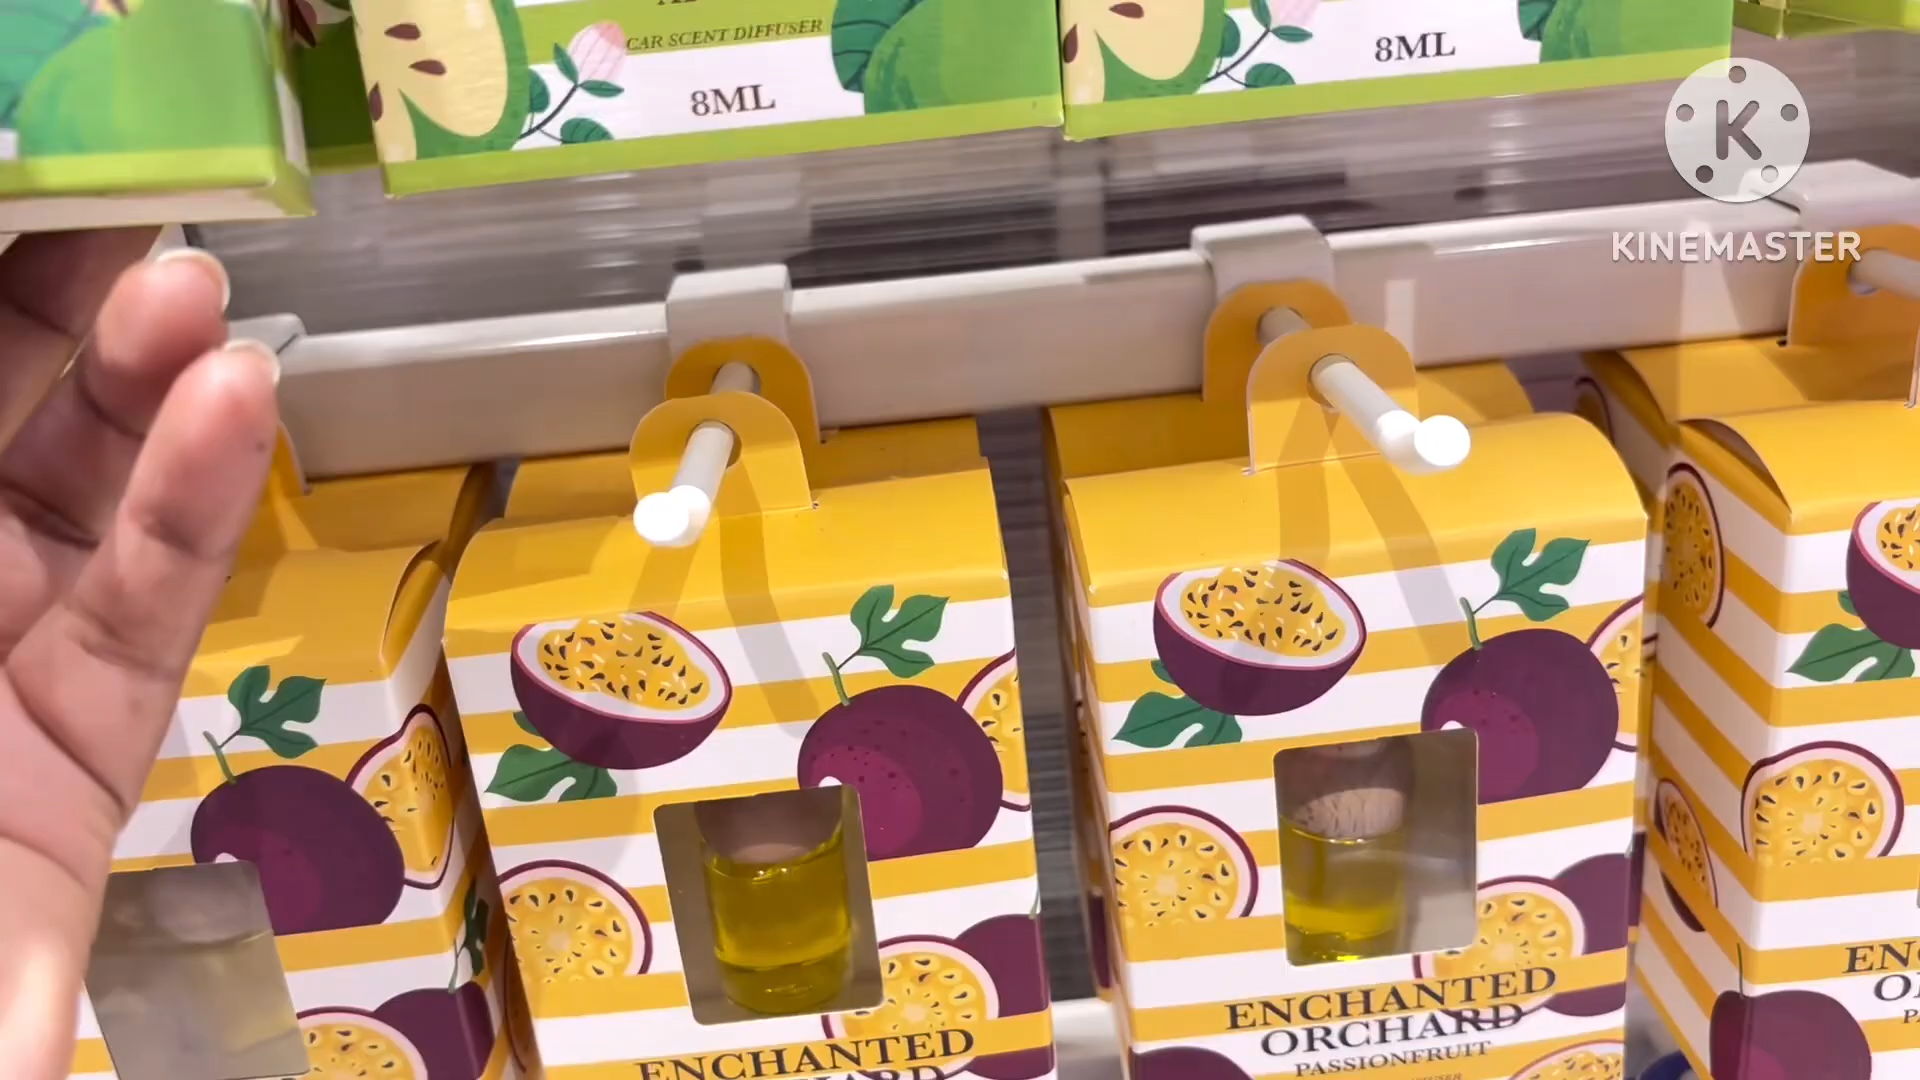 CAR SCENT DIFFUSER
8ML
8ML
K
KINEMASTER
ENCHANTED
ENCHANTED
ORCHARD
PASSIONFRUIT